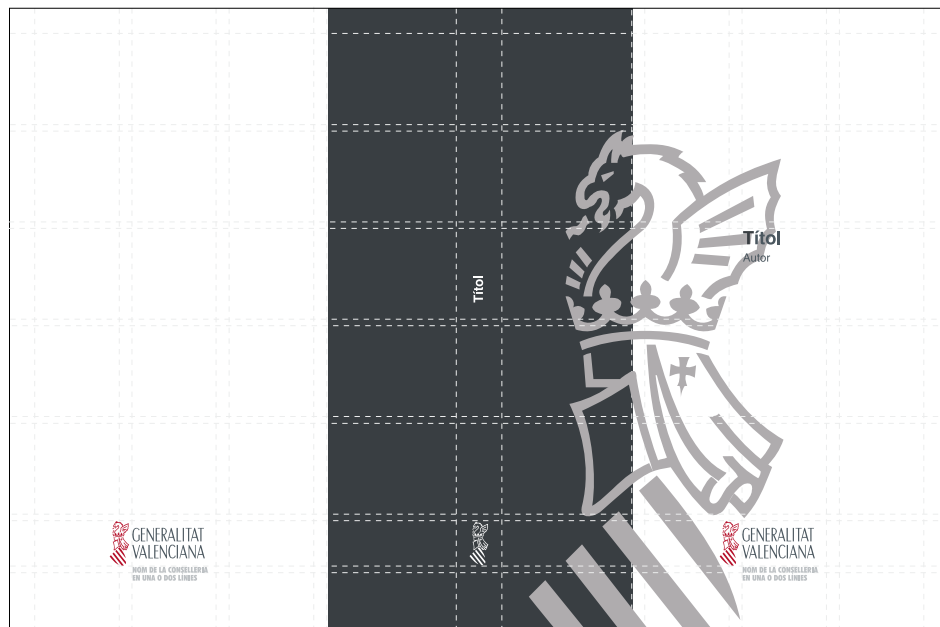 GENERALITAT
VALENCIANA
NOM DE LA CONSELLERIA
EN UNA O DOS LÍNIES
Títol
Títol
Autor
GENERALITAT
VALENCIANA
NOM DE LA CONSELLERIA
EN UNA O DOS LÍNIES